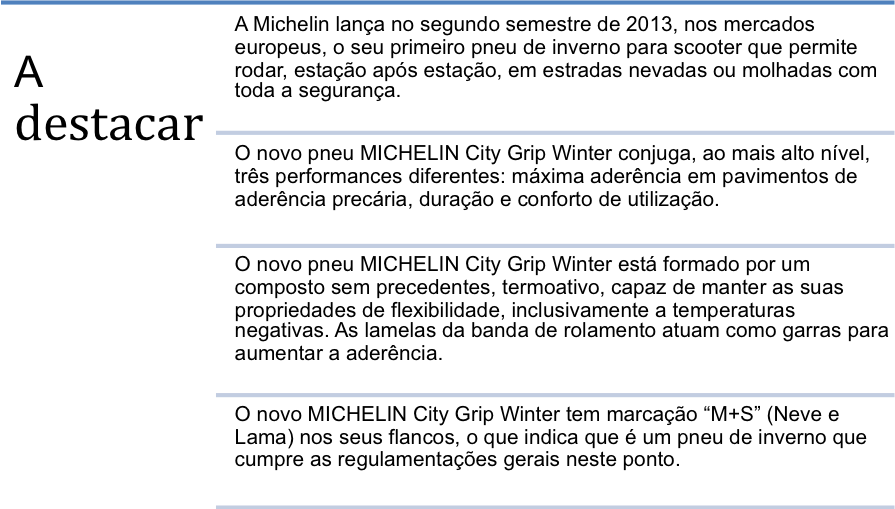 A
destacar
A Michelin lança no segundo semestre de 2013, nos mercados
europeus, o seu primeiro pneu de inverno para scooter que permite
rodar, estação após estação, em estradas nevadas ou molhadas com
toda a segurança.
O novo pneu MICHELIN City Grip Winter conjuga, ao mais alto nível,
três performances diferentes: máxima aderência em pavimentos de
aderência precária, duração e conforto de utilização.
O novo pneu MICHELIN City Grip Winter está formado por um
composto sem precedentes, termoativo, capaz de manter as suas
propriedades de flexibilidade, inclusivamente a temperaturas
negativas. As lamelas da banda de rolamento atuam como garras para
aumentar a aderência.
O novo MICHELIN City Grip Winter tem marcação “M+S” (Neve e
Lama) nos seus flancos, o que indica que é um pneu de inverno que
cumpre as regulamentações gerais neste ponto.